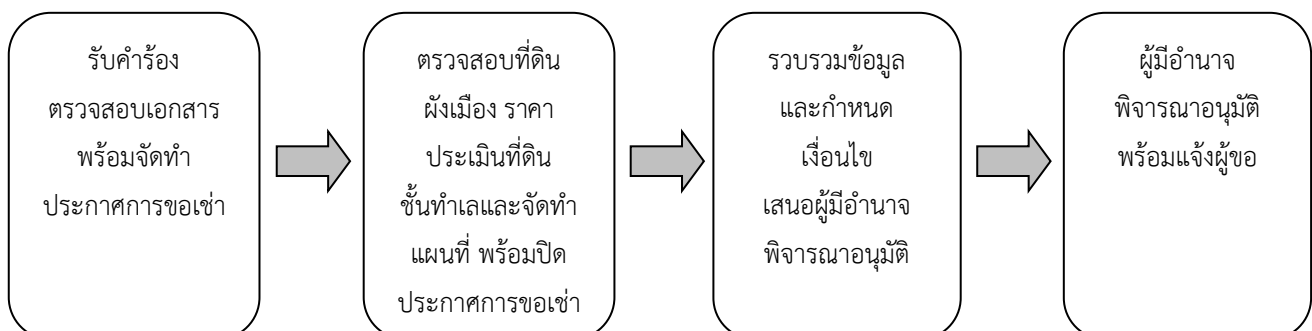 รับคำร้อง
ตรวจสอบเอกสาร
พร้อมจัดทำ
ประกาศการขอเช่า
ตรวจสอบที่ดิน
ผังเมือง ราคา
ประเมินที่ดิน
ชั้นทำเลและจัดทำ
แผนที่ พร้อมปิด
ประกาศการขอเช่า
รวบรวมข้อมูล
และกำหนด
เงื่อนไข
เสนอผู้มีอำนาจ
พิจารณาอนุมัติ
ผู้มีอำนาจ
พิจารณาอนุมัติ
พร้อมแจ้งผู้ขอ